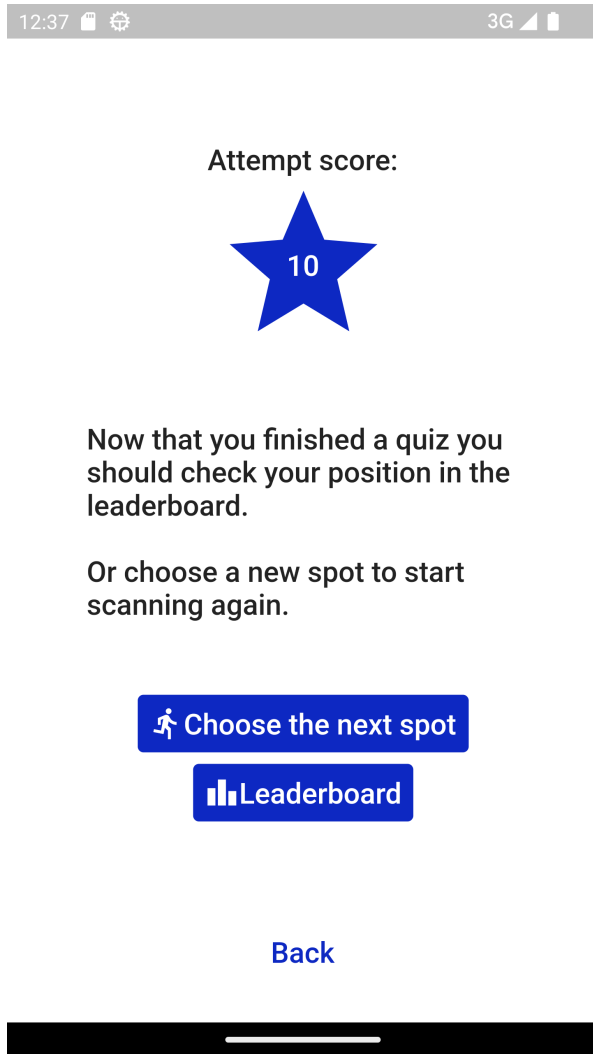 12:37
3G
Attempt score:
10
Now that you finished a quiz you
should check your position in the
leaderboard.
Or choose a new spot to start
scanning again.
Choose the next spot
Leaderboard
Back